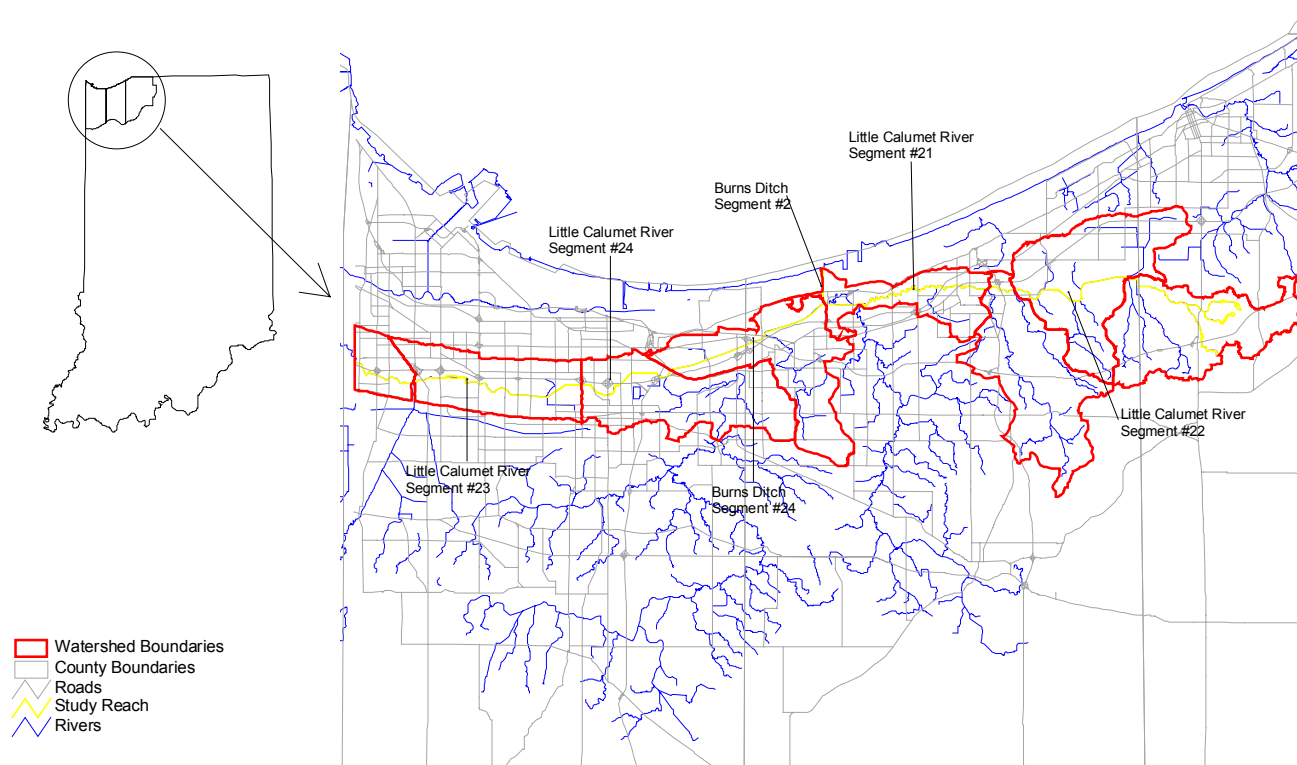 Little Calumet River
Segment #21
Burns Ditch
Segment #2
Little Calumet River
Segment #24
Little Calumet River
Segment #22
Little Calumet River
Segment #23
Burns Ditch
Segment #24
Watershed Boundaries
County Boundaries
Roads
Study Reach
Rivers